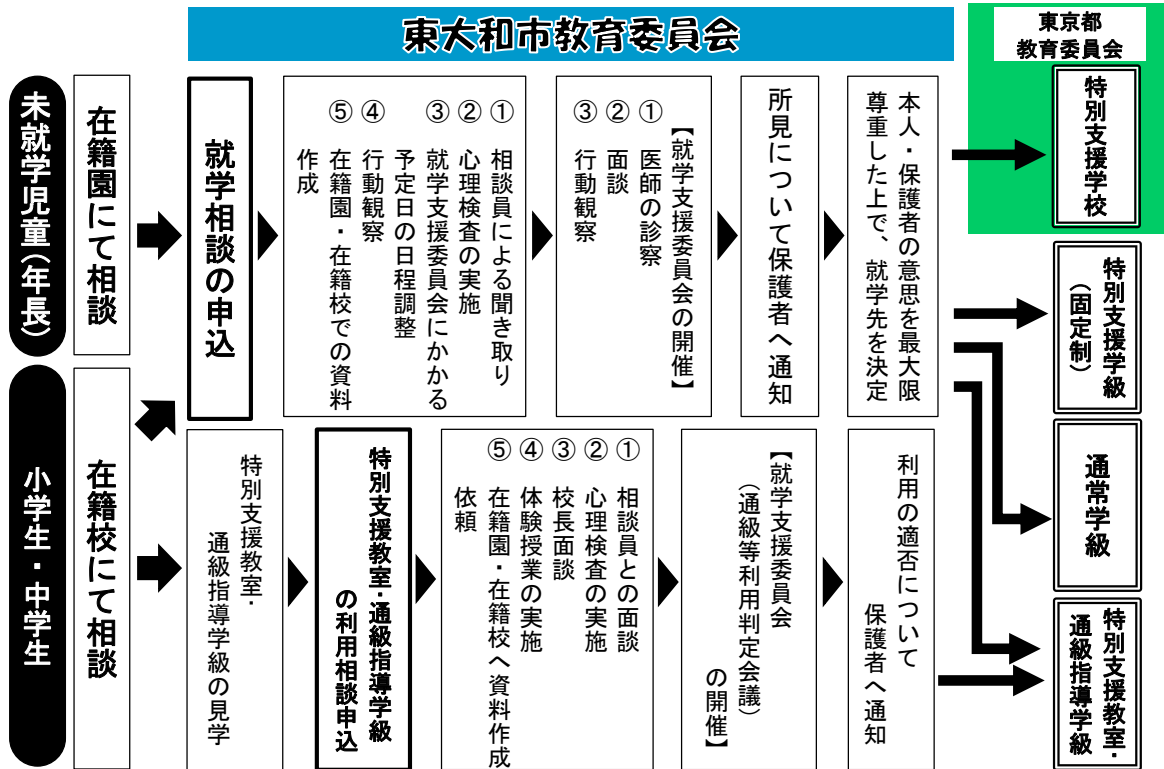 東大和市教育委員会
東京都
教育委員会
未就学児童(年長)
在籍園にて相談
就学相談の申込
① 相談員による聞き取り
② 心理検査の実施
③ 就学支援委員会にかかる
予定日の日程調整
④ 行動観察
⑤ 在籍園・在籍校での資料
作成
【就学支援委員会の開催】
① 医師の診察
② 面談
③ 行動観察
所見について保護者へ通知
本人・保護者の意思を最大限
尊重した上で、就学先を決定
特別支援学校
特別支援学級
(固定制)
通常学級
特別支援教室・
通級指導学級
小学生・中学生
在籍校にて相談
特別支援教室・
通級指導学級の見学
特別支援教室・通級指導学級
の利用相談申込
① 相談員との面談
② 心理検査の実施
③ 校長面談
④ 体験授業の実施
⑤ 在籍園・在籍校へ資料作成
依頼
【就学支援委員会
(通級等利用判定会議)
の開催】
利用の適否について
保護者へ通知